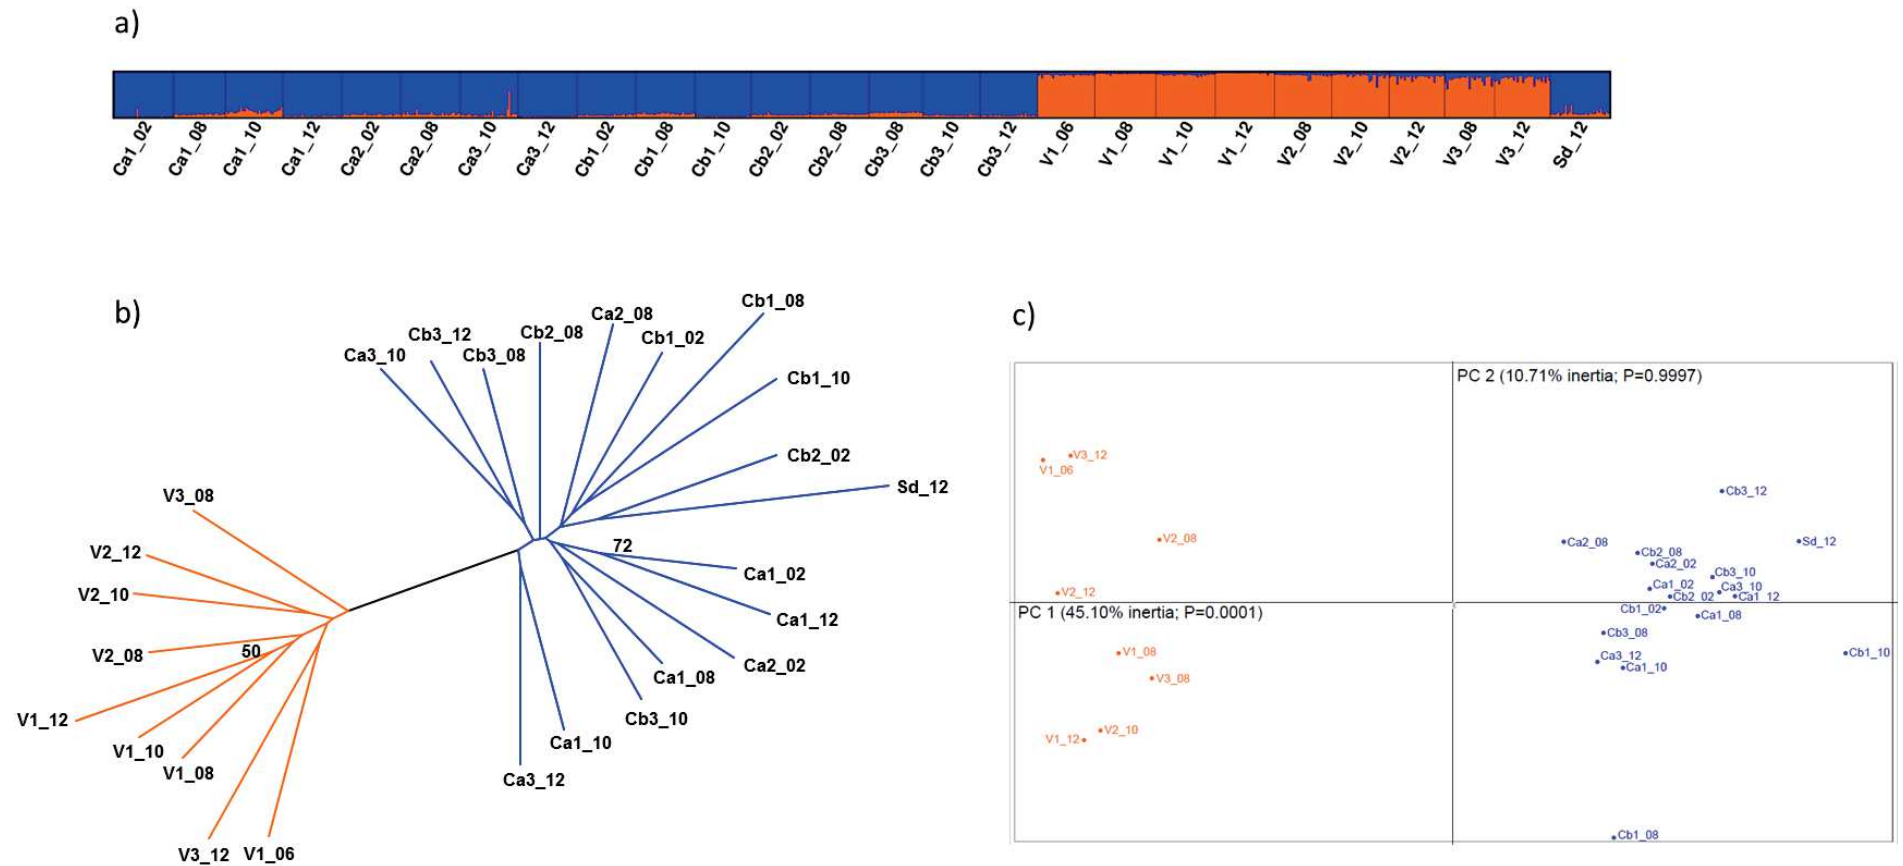 a)
Ca1_02
Ca1_08
Ca1_10
Ca1_12
Ca2_02
Ca2_08
Ca3_10
Ca3_12
Cb1_02
Cb1_08
Cb1_10
Cb2_02
Cb2_08
Cb3_08
Cb3_10
Cb3_12
V1_06
V1_08
V1_10
V1_12
V2_08
V2_10
V2_12
V3_08
V3_12
Sd_12
b)
Cb1_08
Ca2_08
Cb2_08
Cb3_12
Cb1_02
Ca3_10
Cb3_08
Cb1_10
Cb2_02
Sd_12
V3_08
V2_12
72
Ca1_02
V2_10
Ca1_12
50
V2_08
Ca2_02
Ca1_08
V1_12
Cb3_10
Ca1_10
V1_10
V1_08
Ca3_12
V3_12
V1_06
c)
PC 2 (10.71% inertia; P=0.9997)
V3_12
V1_06
Cb3_12
V2_08
Ca2_08
Sd_12
Cb2_08
Ca2_02
Cb3_10
Ca1_02
Ca3_10
V2_12
Cb2_02
Ca1_12
PC 1 (45.10% inertia; P=0.0001)
Cb1_02
Ca1_08
Cb3_08
V1_08
Cb1_10
Ca3_12
Ca1_10
V3_08
V2_10
V1_12
Cb1_08